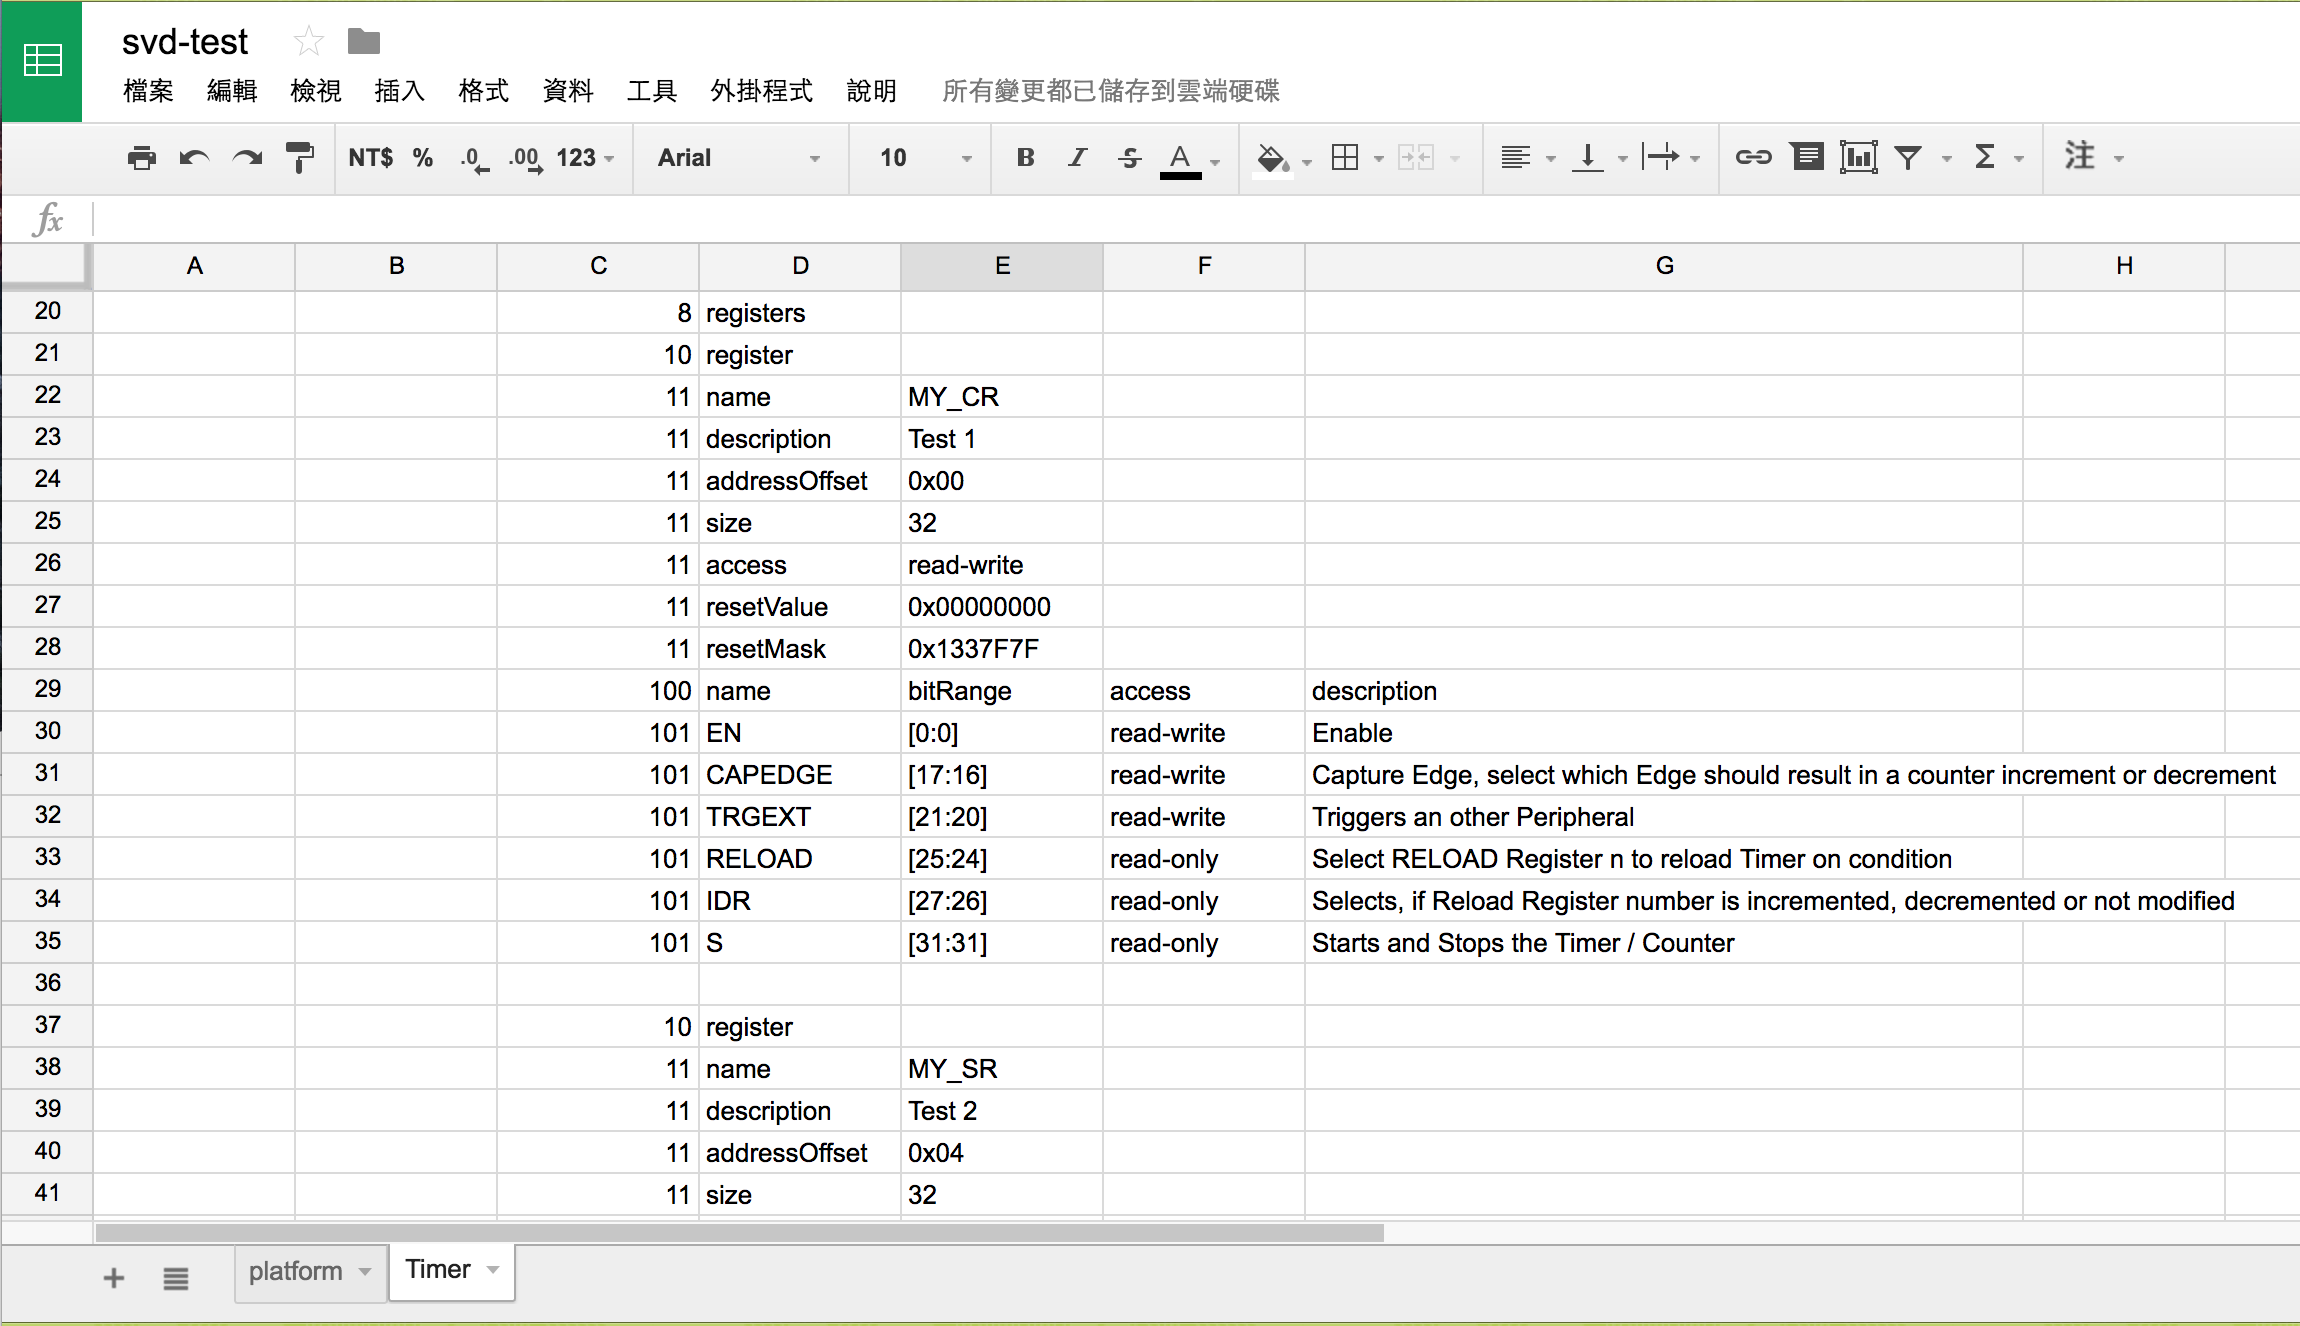 svd-test
檔案 編輯 檢視 插入 格式 資料 工具 外掛程式 說明 所有變更都已儲存到雲端硬碟
NT$ % .0 .00 123 Arial 10 B I S A Σ 注
fx
A B C D E F G H
20 8 registers
21 10 register
22 11 name MY_CR
23 11 description Test 1
24 11 addressOffset 0x00
25 11 size 32
26 11 access read-write
27 11 resetValue 0x00000000
28 11 resetMask 0x1337F7F
29 100 name bitRange access description
30 101 EN [0:0] read-write Enable
31 101 CAPEDGE [17:16] read-write Capture Edge, select which Edge should result in a counter increment or decrement
32 101 TRGEXT [21:20] read-write Triggers an other Peripheral
33 101 RELOAD [25:24] read-only Select RELOAD Register n to reload Timer on condition
34 101 IDR [27:26] read-only Selects, if Reload Register number is incremented, decremented or not modified
35 101 S [31:31] read-only Starts and Stops the Timer / Counter
36
37 10 register
38 11 name MY_SR
39 11 description Test 2
40 11 addressOffset 0x04
41 11 size 32
platform Timer